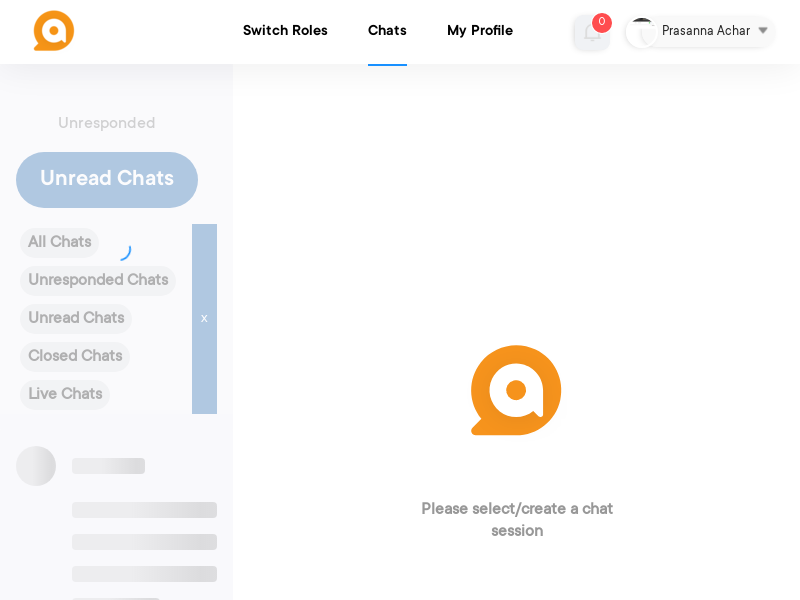 Switch Roles
Chats
My Profile
0
Prasanna Achar
Unresponded
Unread Chats
All Chats
Unresponded Chats
Unread Chats
Closed Chats
Live Chats
x
Please select/create a chat
session